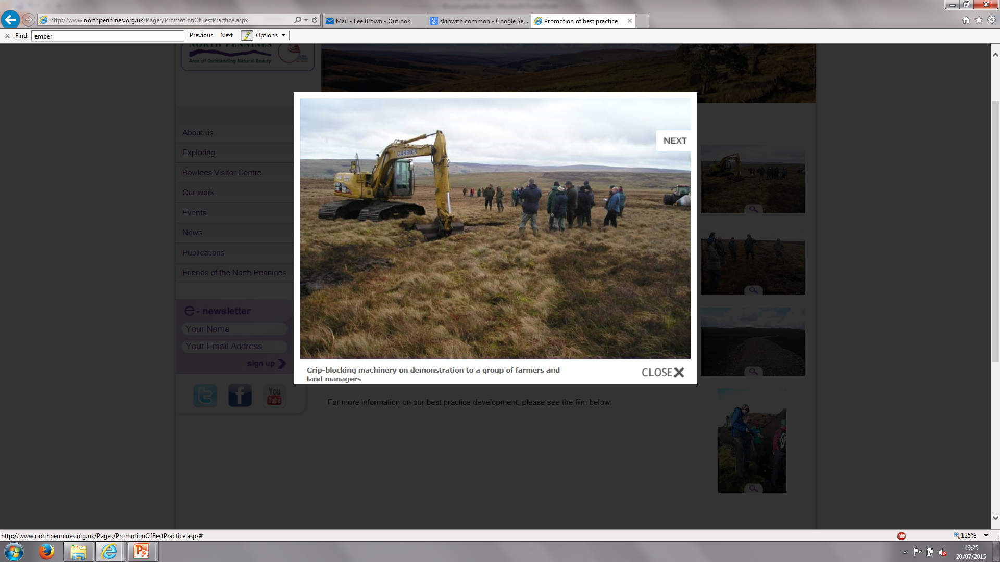 http://www.northpennines.org.uk/Pages/PromotionOfBestPractice.aspx
Mail - Lee Brown - Outlook
skipwith common - Google Se...
Promotion of best practice
Find: ember
Previous Next Options
NORTH PENNINES
Area of Outstanding Natural Beauty
About us
Exploring
Bowlees Visitor Centre
Our work
Events
News
Publications
Friends of the North Pennines
e - newsletter
Your Name
Your Email Address
sign up
You
Tube
CARRICK
NEXT
Grip-blocking machinery on demonstration to a group of farmers and
land managers
CLOSE
For more information on our best practice development, please see the film below:
http://www.northpennines.org.uk/Pages/PromotionOfBestPractice.aspx#
ABP
125%
19:25
20/07/2015